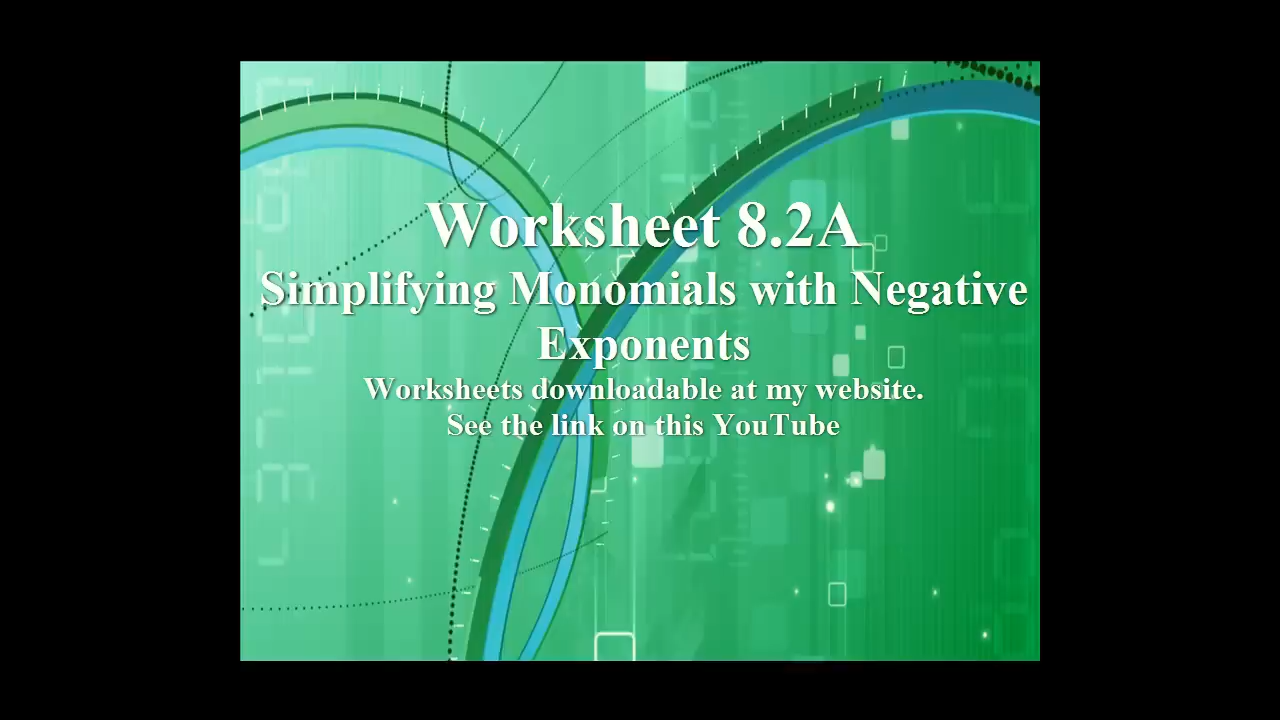 Worksheet 8.2A
Simplifying Monomials with Negative
Exponents
Worksheets downloadable at my website.
See the link on this YouTube